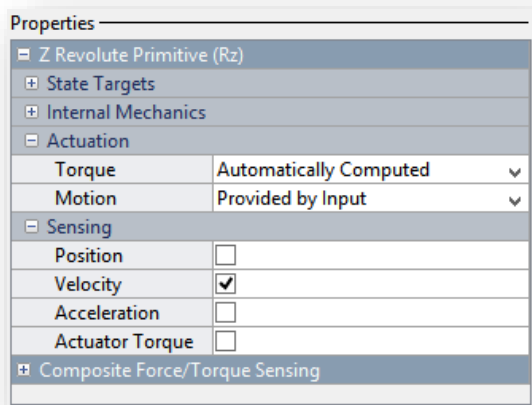 Properties
Z Revolute Primitive (Rz)
State Targets
Internal Mechanics
Actuation
Torque Automatically Computed
Motion Provided by Input
Sensing
Position
Velocity
Acceleration
Actuator Torque
Composite Force/Torque Sensing